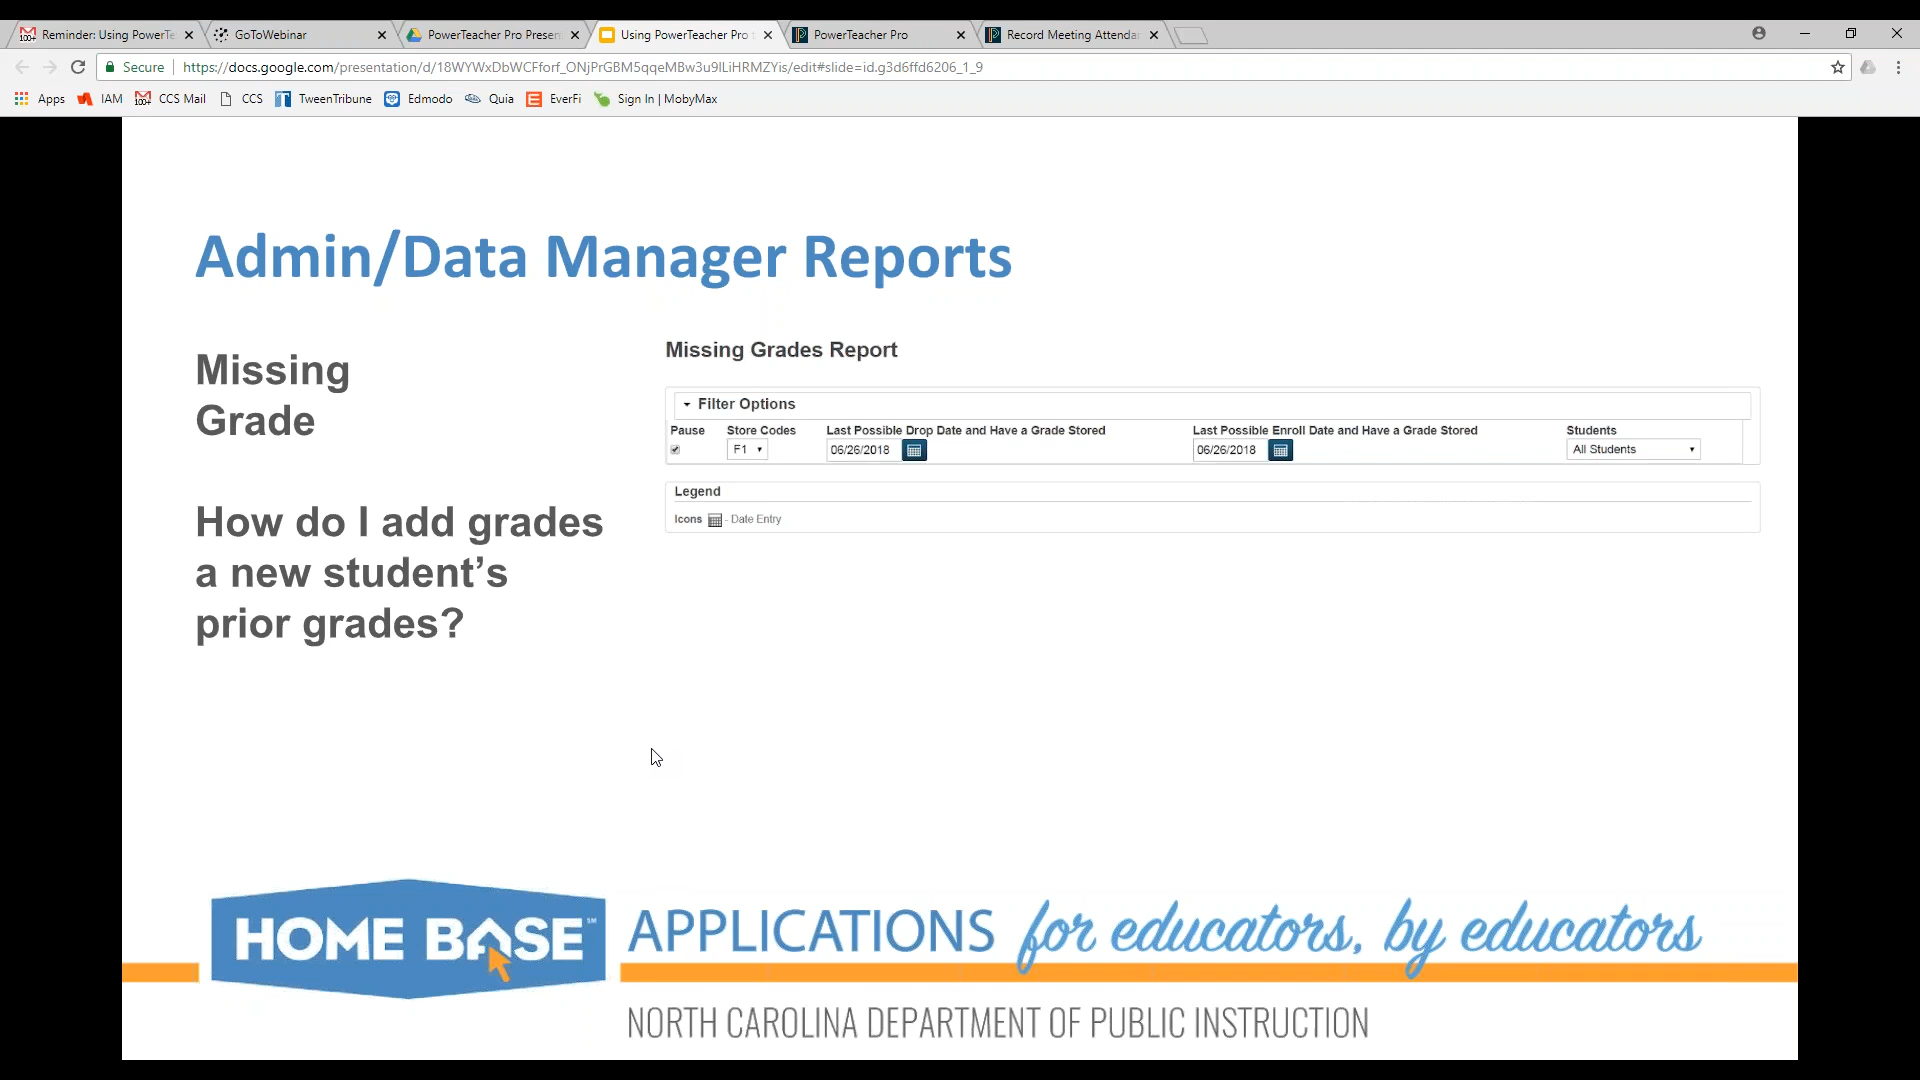 Reminder: Using PowerTe
GoToWebinar
PowerTeacher Pro Presen
Using PowerTeacher Pro
PowerTeacher Pro
Record Meeting Attenda
Secure
https://docs.google.com/presentation/d/18WYWxDbWCFforf_ONjPrGBM5qqeMBw3u9lLiHRMZYis/edit#slide=id.g3d6ffd6206_1_9
Apps IAM CCS Mail CCS TweenTribune Edmodo Quia EverFi Sign In | MobyMax
Admin/Data Manager Reports
Missing
Grade
How do I add grades
a new student’s
prior grades?
Missing Grades Report
Filter Options
Pause Store Codes Last Possible Drop Date and Have a Grade Stored Last Possible Enroll Date and Have a Grade Stored Students
F1 06/26/2018 06/26/2018 All Students
Legend
Icons - Date Entry
HOME BASE℠
APPLICATIONS for educators, by educators
NORTH CAROLINA DEPARTMENT OF PUBLIC INSTRUCTION